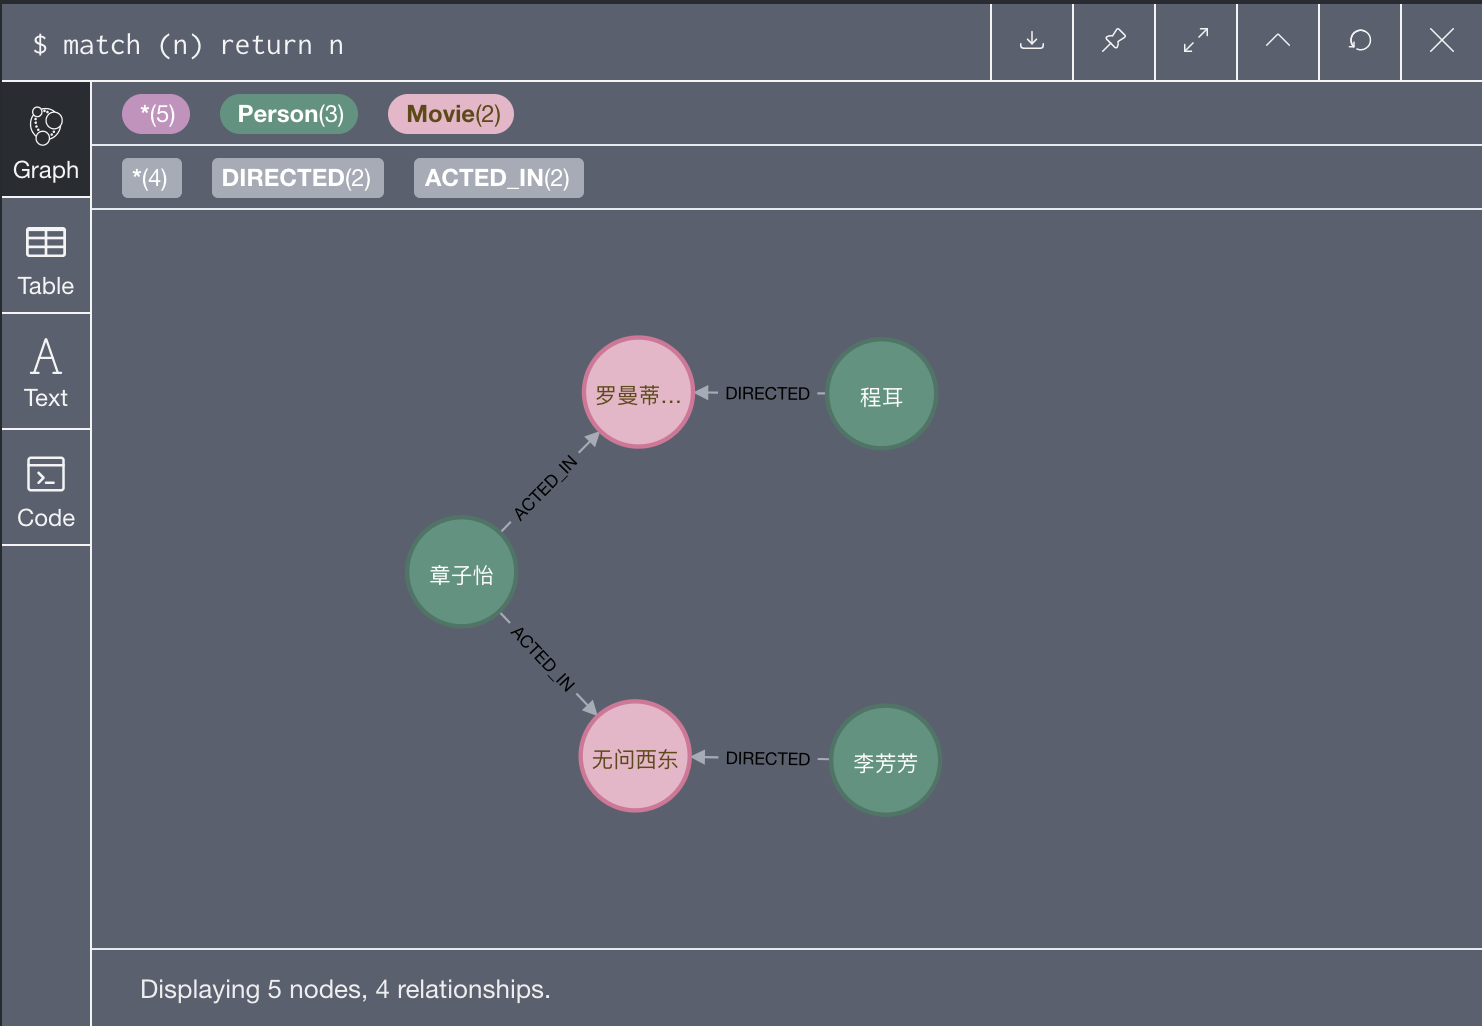 $ match (n) return n
*(5) Person(3) Movie(2)
Graph
*(4) DIRECTED(2) ACTED_IN(2)
Table
Text
Code
罗曼蒂...
DIRECTED
程耳
ACTED_IN
章子怡
ACTED_IN
无问西东
DIRECTED
李芳芳
Displaying 5 nodes, 4 relationships.